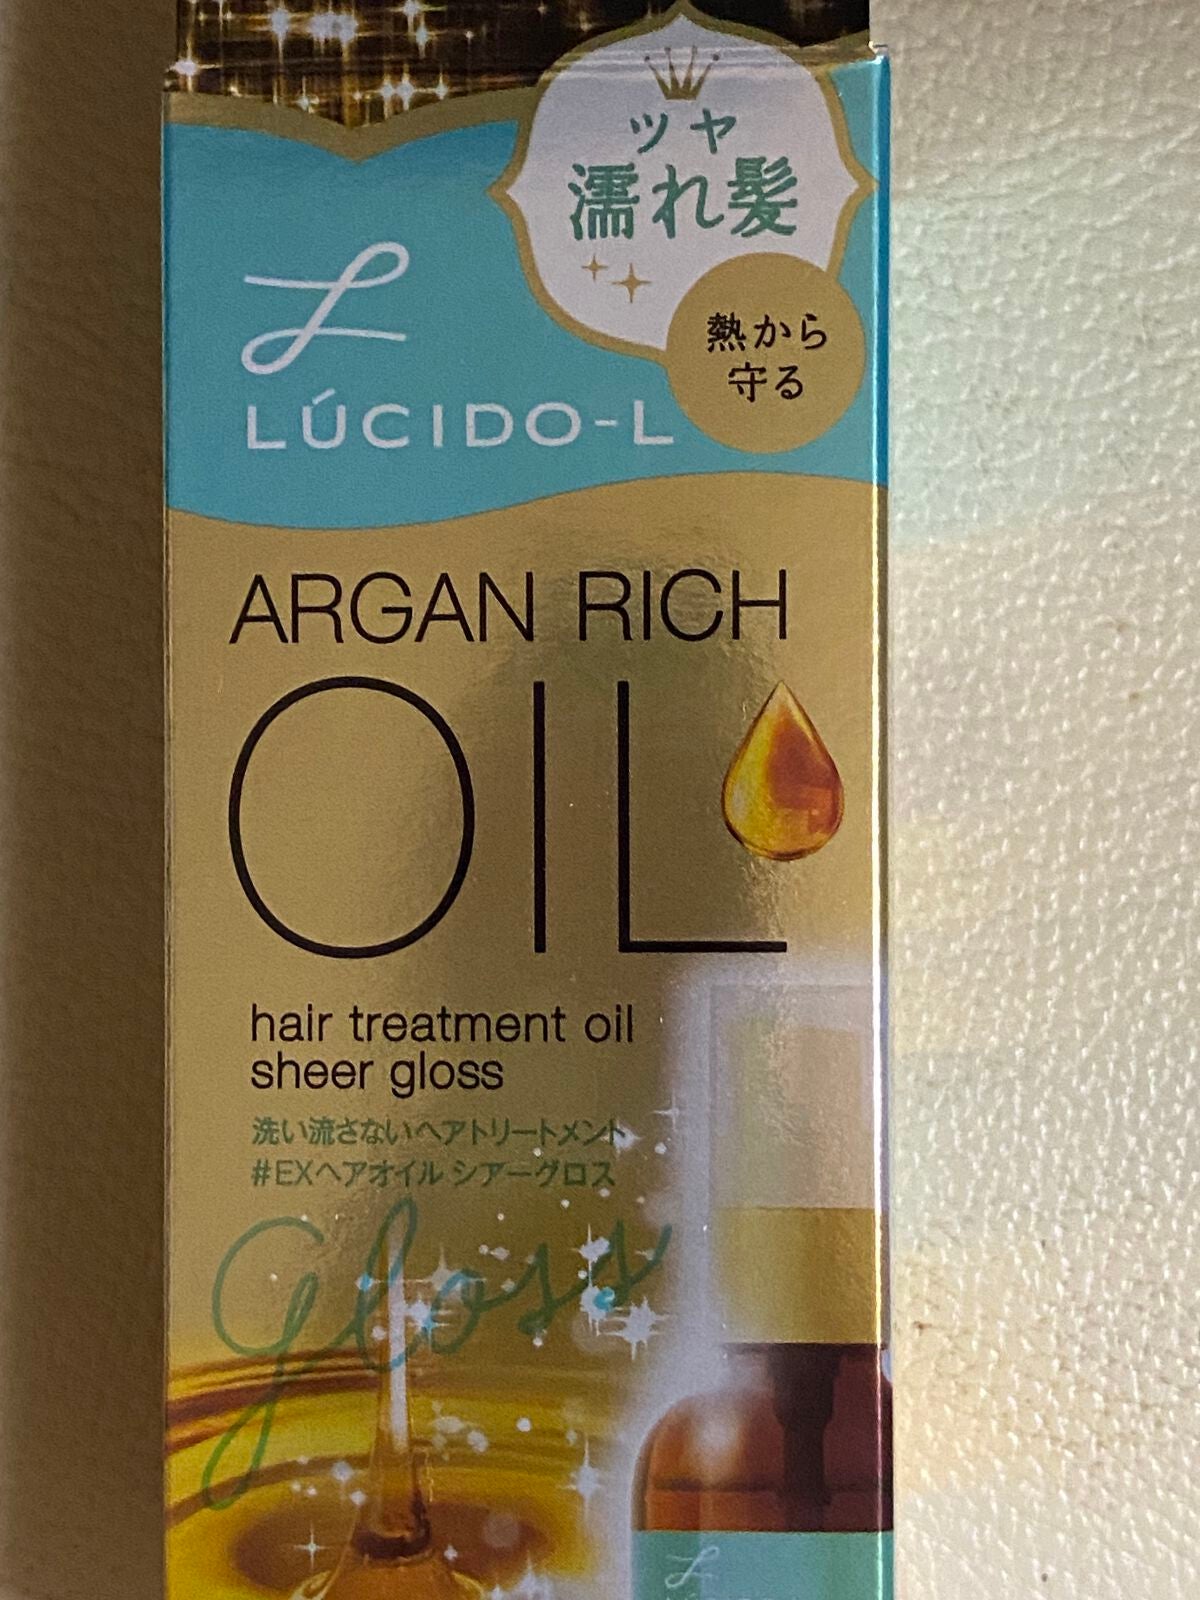 ツヤ
濡れ髪
熱から
守る
L
LÚCIDO-L
ARGAN RICH
OIL
hair treatment oil
sheer gloss
洗い流さないヘアトリートメント
#EXヘアオイル シアーグロス
gloss
L